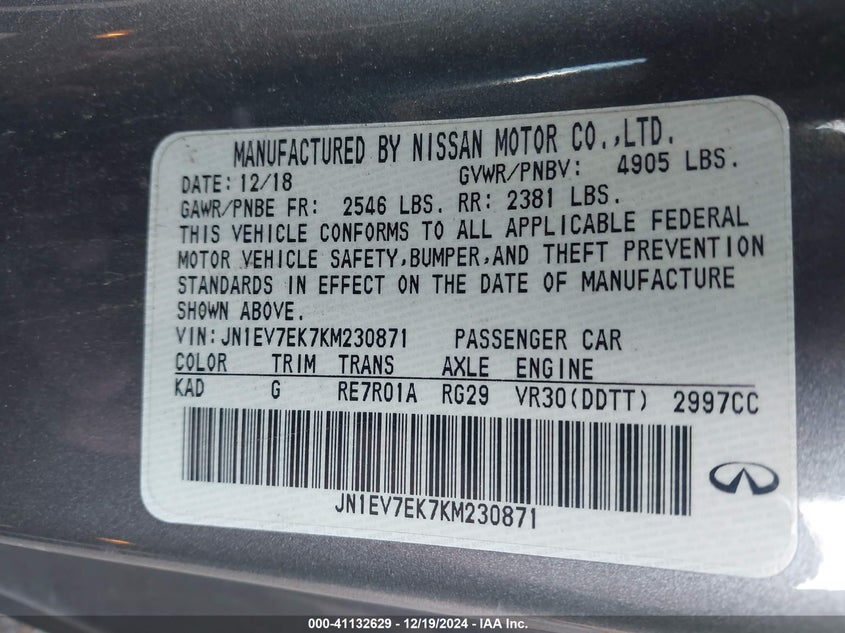 MANUFACTURED BY NISSAN MOTOR CO.,LTD.
DATE: 12/18 GVWR/PNBV: 4905 LBS.
GAWR/PNBE FR: 2546 LBS. RR: 2381 LBS.
THIS VEHICLE CONFORMS TO ALL APPLICABLE FEDERAL
MOTOR VEHICLE SAFETY,BUMPER,AND THEFT PREVENTION
STANDARDS IN EFFECT ON THE DATE OF MANUFACTURE
SHOWN ABOVE.
VIN:JN1EV7EK7KM230871 PASSENGER CAR
COLOR TRIM TRANS AXLE ENGINE
KAD G RE7R01A RG29 VR30(DDTT) 2997CC
JN1EV7EK7KM230871
000-41132629 - 12/19/2024 - IAA Inc.